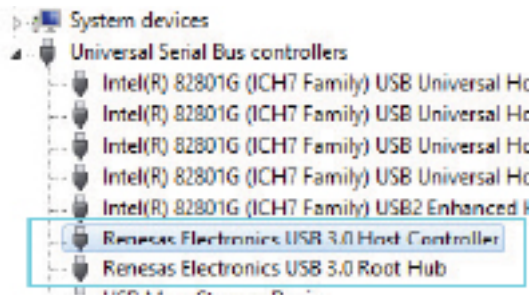 System devices
Universal Serial Bus controllers
Intel(R) 82801G (ICH7 Family) USB Universal Ho
Intel(R) 82801G (ICH7 Family) USB Universal Ho
Intel(R) 82801G (ICH7 Family) USB Universal Ho
Intel(R) 82801G (ICH7 Family) USB Universal Ho
Intel(R) 82801G (ICH7 Family) USB2 Enhanced H
Renesas Electronics USB 3.0 Host Controller
Renesas Electronics USB 3.0 Root Hub